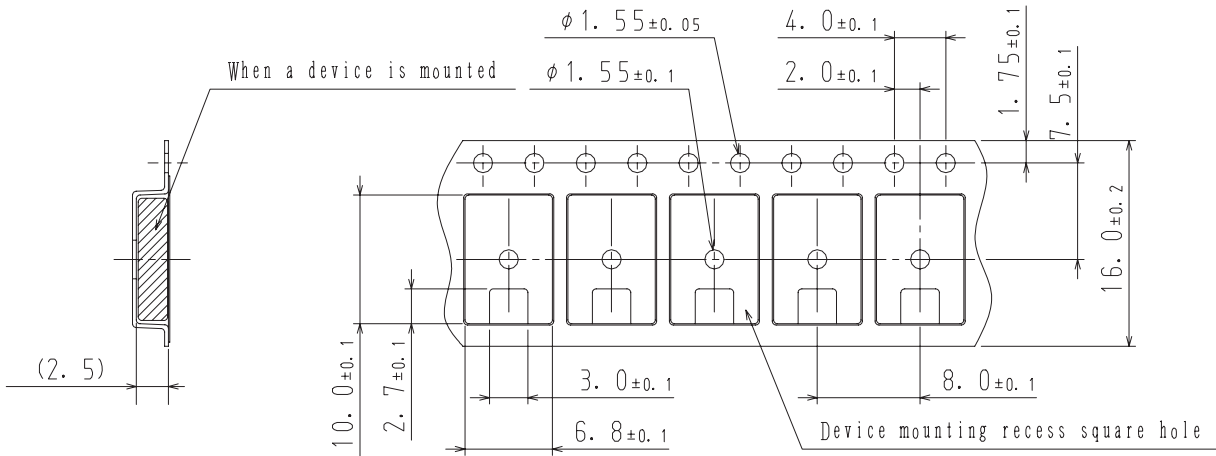 φ1.55±0.05
4.0±0.1
When a device is mounted
φ1.55±0.1
2.0±0.1
1.75±0.1
7.5±0.1
16.0±0.2
(2.5)
10.0±0.1
2.7±0.1
3.0±0.1
8.0±0.1
6.8±0.1
Device mounting recess square hole